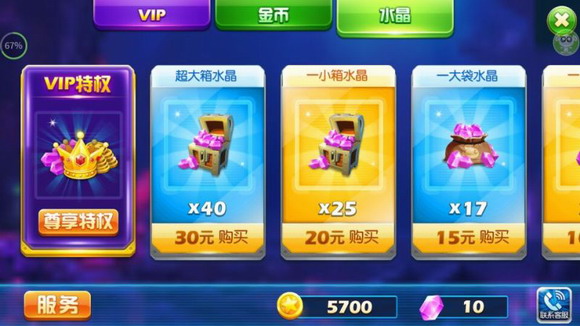 VIP
金币
水晶
67%
VIP特权
尊享特权
超大箱水晶
x40
30元 购买
一小箱水晶
x25
20元 购买
一大袋水晶
x17
15元 购买
一
1
服务
5700
10
联系客服